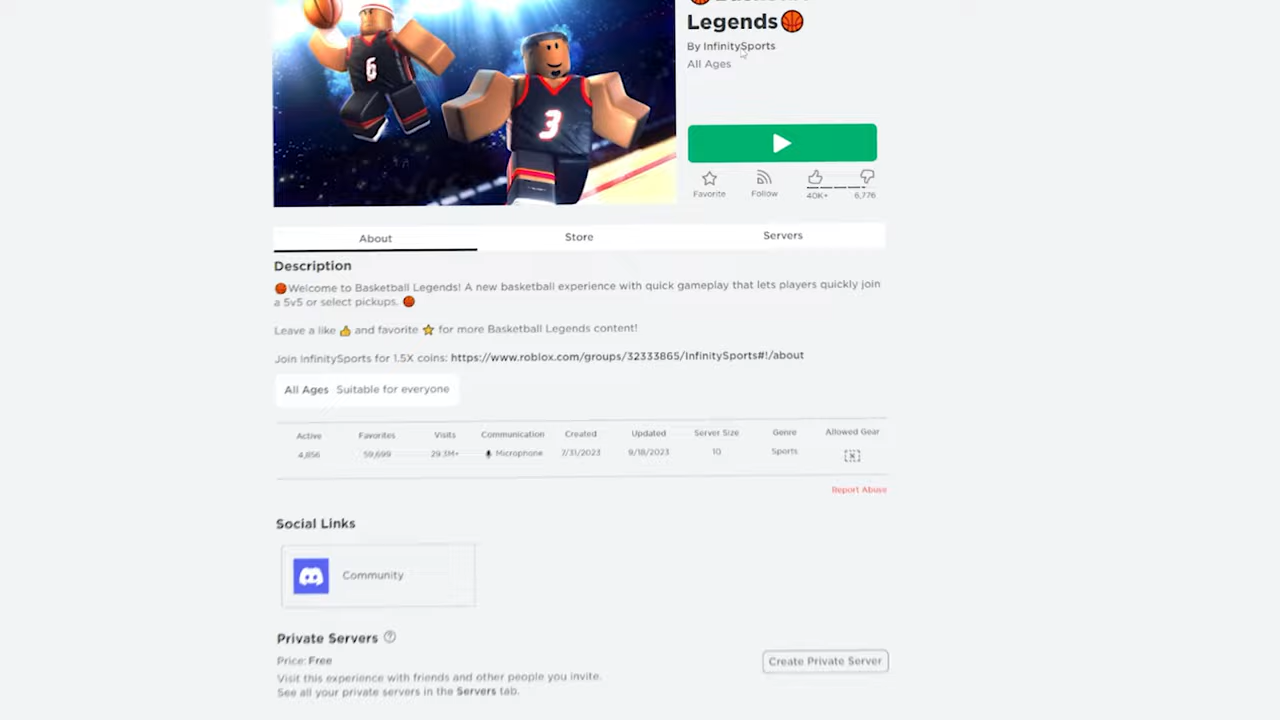 Legends🏀
By InfinitySports
All Ages
6
3
Favorite
Follow
40K+
6,776
About
Store
Servers
Description
🏀Welcome to Basketball Legends! A new basketball experience with quick gameplay that lets players quickly join
a 5v5 or select pickups. 🏀
Leave a like 👍 and favorite ⭐ for more Basketball Legends content!
Join InfinitySports for 1.5X coins: https://www.roblox.com/groups/32333865/InfinitySports#!/about
All Ages Suitable for everyone
Active Favorites Visits Communication Created Updated Server Size Genre Allowed Gear
4,856 59,699 29.3M+ Microphone 7/31/2023 9/18/2023 10 Sports
Report Abuse
Social Links
Community
Private Servers
Price: Free
Create Private Server
Visit this experience with friends and other people you invite.
See all your private servers in the Servers tab.